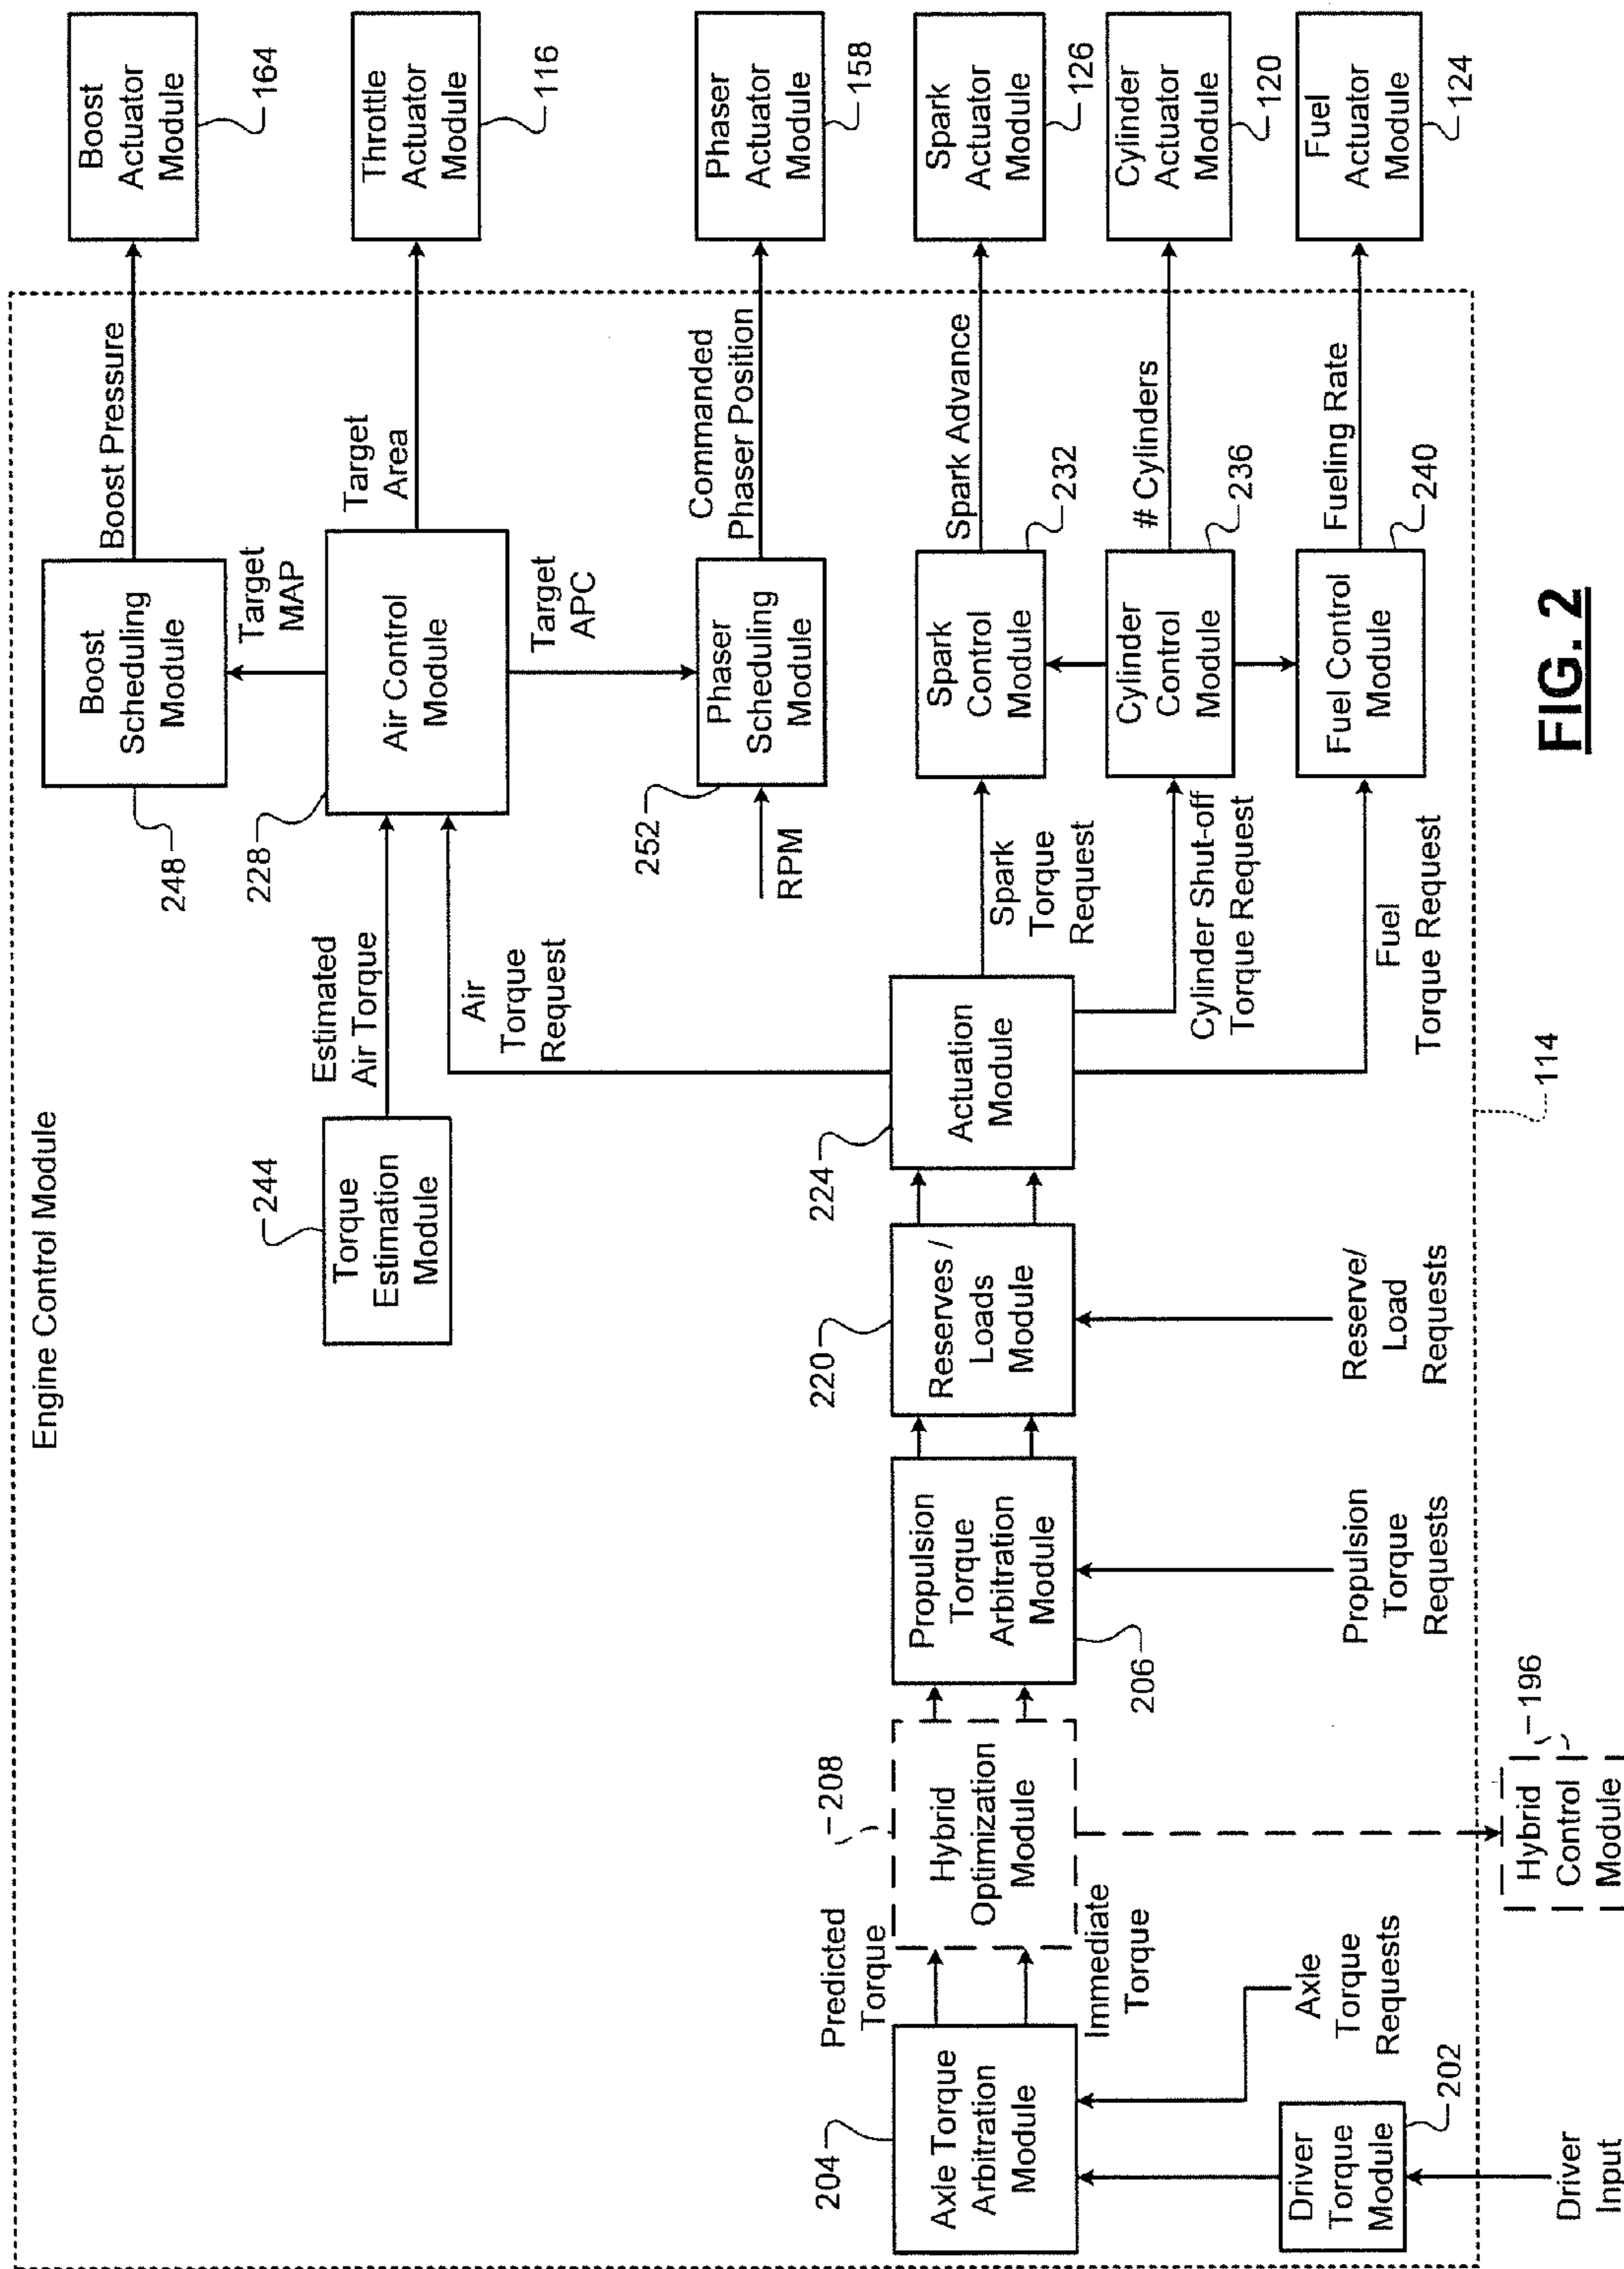 Engine Control Module
Boost
Actuator
Module
164
Throttle
Actuator
Module
116
Phaser
Actuator
Module
158
Spark
Actuator
Module
126
Cylinder
Actuator
Module
120
Fuel
Actuator
Module
124
Boost Pressure
Target
Area
Commanded
Phaser Position
Spark Advance
# Cylinders
Fueling Rate
Boost
Scheduling
Module
248
Target
MAP
Air Control
Module
228
Target
APC
Phaser
Scheduling
Module
252
RPM
Spark
Control
Module
232
Cylinder
Control
Module
236
Fuel Control
Module
240
Estimated
Air Torque
Air
Torque
Request
Spark
Torque
Request
Cylinder Shut-off
Torque Request
Fuel
Torque Request
244
Torque
Estimation
Module
224
Actuation
Module
220
Reserves /
Loads
Module
Reserve/
Load
Requests
Propulsion
Torque
Arbitration
Module
206
Propulsion
Torque
Requests
208
Hybrid
Optimization
Module
Predicted
Torque
Immediate
Torque
204
Axle Torque
Arbitration
Module
Axle
Torque
Requests
Driver
Torque
Module
202
Driver
Input
196
Hybrid
Control
Module
114
FIG. 2